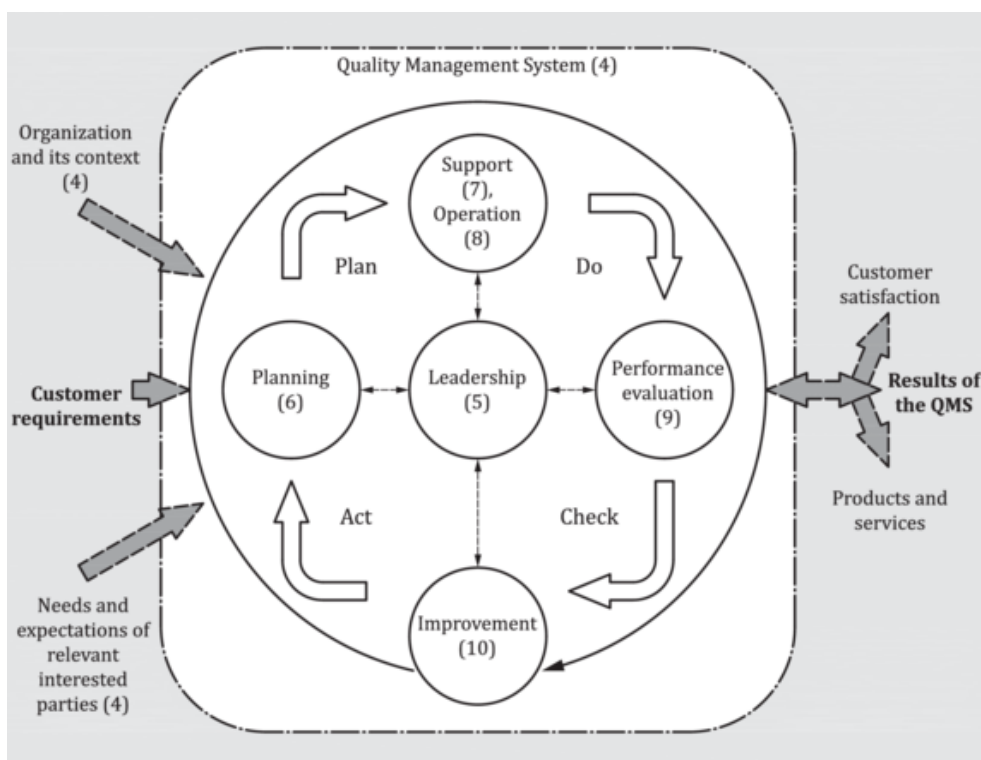 Quality Management System (4)
Organization
and its context
(4)
Support
(7),
Operation
(8)
Plan
Do
Customer
satisfaction
Customer
requirements
Planning
(6)
Leadership
(5)
Performance
evaluation
(9)
Results of
the QMS
Act
Check
Products and
services
Needs and
expectations of
relevant
interested
parties (4)
Improvement
(10)